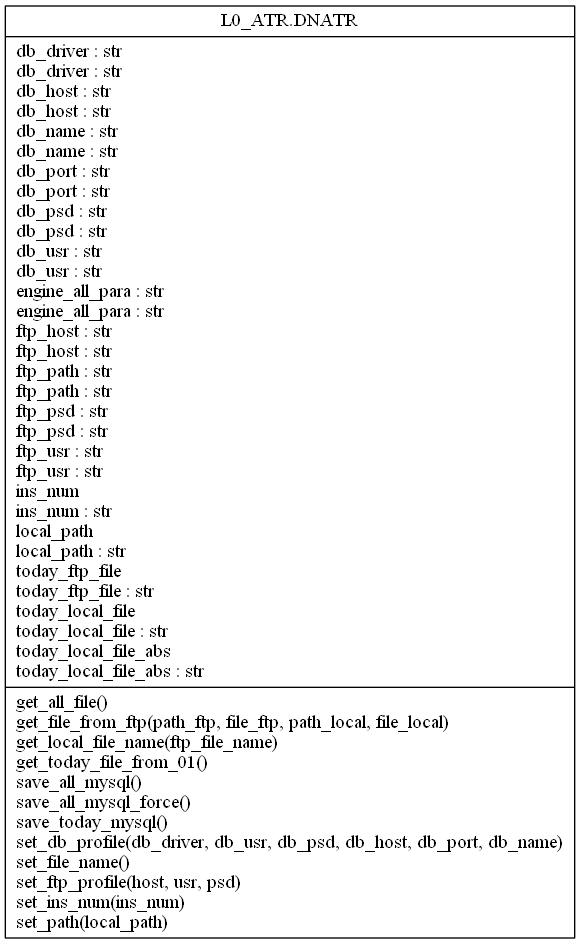 L0_ATR.DNATR
db_driver : str
db_driver : str
db_host : str
db_host : str
db_name : str
db_name : str
db_port : str
db_port : str
db_psd : str
db_psd : str
db_usr : str
db_usr : str
engine_all_para : str
engine_all_para : str
ftp_host : str
ftp_host : str
ftp_path : str
ftp_path : str
ftp_psd : str
ftp_psd : str
ftp_usr : str
ftp_usr : str
ins_num
ins_num : str
local_path
local_path : str
today_ftp_file
today_ftp_file : str
today_local_file
today_local_file : str
today_local_file_abs
today_local_file_abs : str
get_all_file()
get_file_from_ftp(path_ftp, file_ftp, path_local, file_local)
get_local_file_name(ftp_file_name)
get_today_file_from_01()
save_all_mysql()
save_all_mysql_force()
save_today_mysql()
set_db_profile(db_driver, db_usr, db_psd, db_host, db_port, db_name)
set_file_name()
set_ftp_profile(host, usr, psd)
set_ins_num(ins_num)
set_path(local_path)